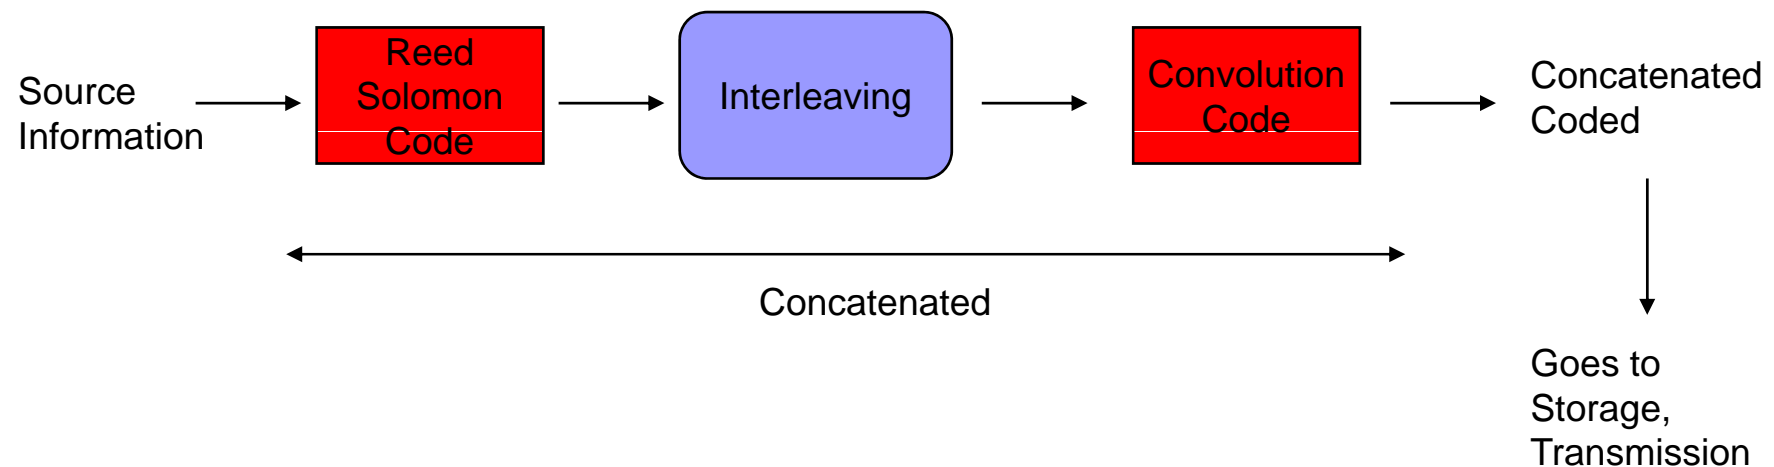 Source
Information
Reed
Solomon
Code
Interleaving
Convolution
Code
Concatenated
Coded
Concatenated
Goes to
Storage,
Transmission